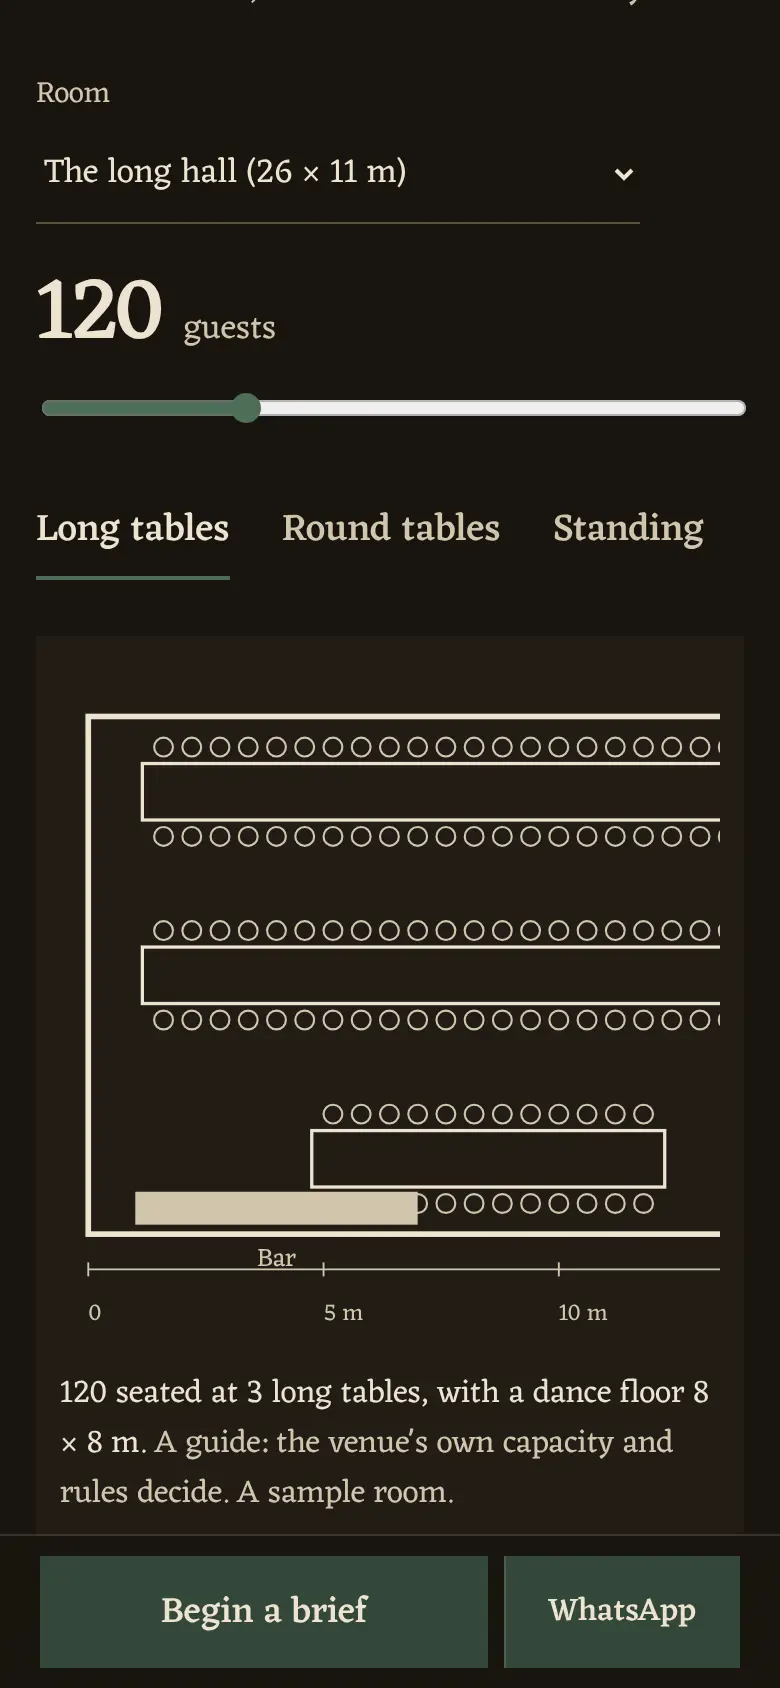 Room
The long hall (26 × 11 m)
120 guests
Long tables Round tables Standing
Bar
0 5 m 10 m
120 seated at 3 long tables, with a dance floor 8
× 8 m. A guide: the venue's own capacity and
rules decide. A sample room.
Begin a brief WhatsApp